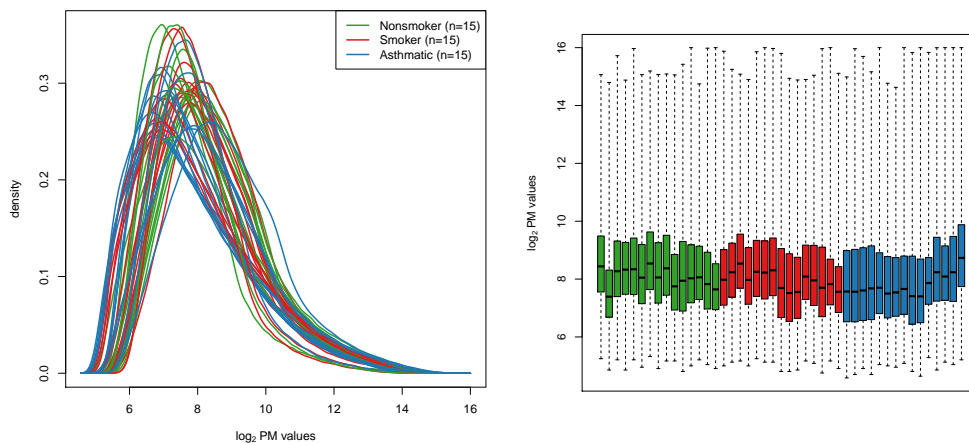 Nonsmoker (n=15)
Smoker (n=15)
Asthmatic (n=15)
density
0.0
0.1
0.2
0.3
6
8
10
12
14
16
log₂ PM values
log₂ PM values
6
8
10
12
14
16